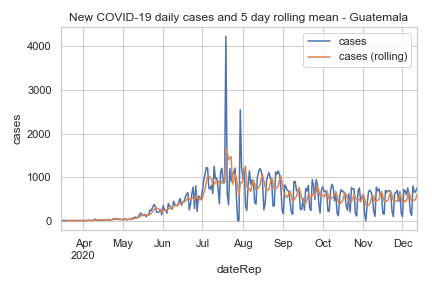 New COVID-19 daily cases and 5 day rolling mean - Guatemala
cases
cases (rolling)
4000
3000
2000
1000
0
cases
Apr
2020
May
Jun
Jul
Aug
Sep
Oct
Nov
Dec
dateRep